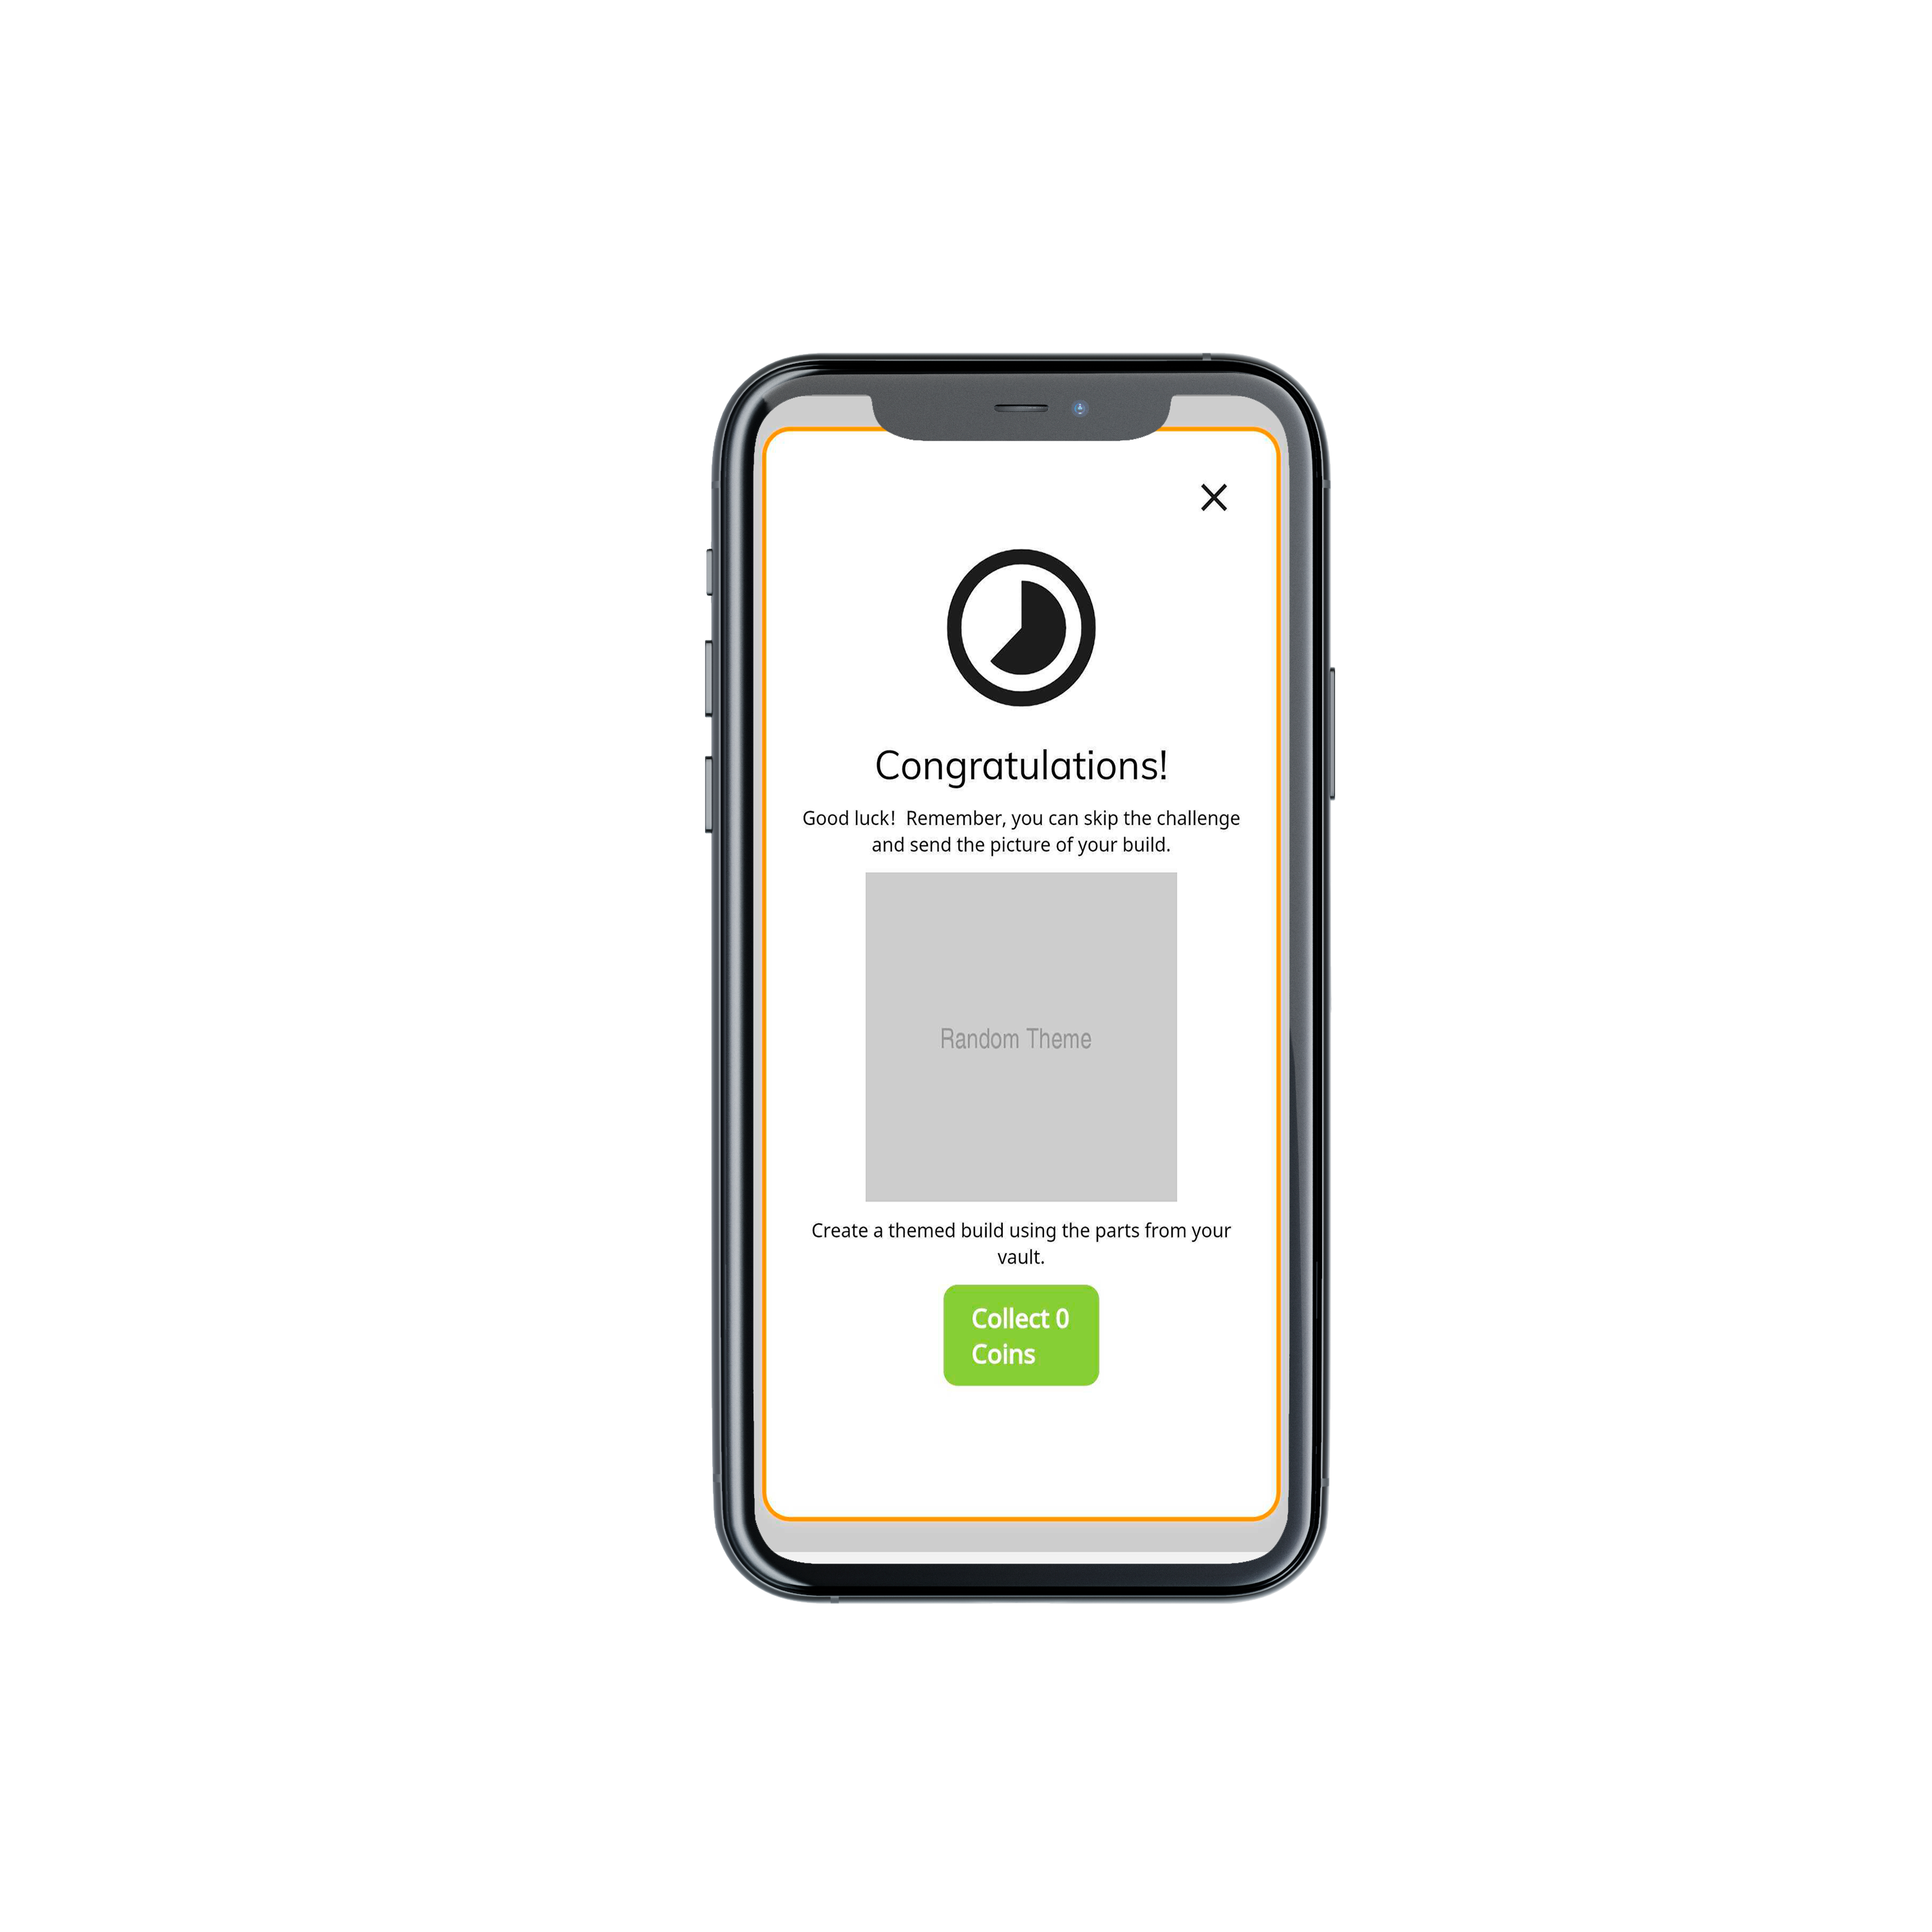 Congratulations!
Good luck!  Remember, you can skip the challenge
and send the picture of your build.
Random Theme
Create a themed build using the parts from your
vault.
Collect 0
Coins